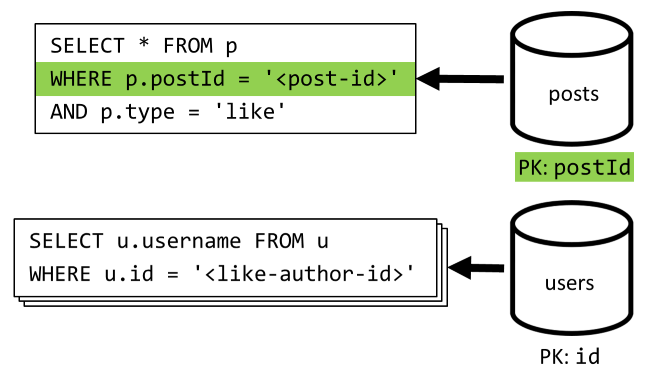 SELECT * FROM p
WHERE p.postId = '<post-id>'
AND p.type = 'like'
posts
PK: postId
SELECT u.username FROM u
WHERE u.id = '<like-author-id>'
users
PK: id